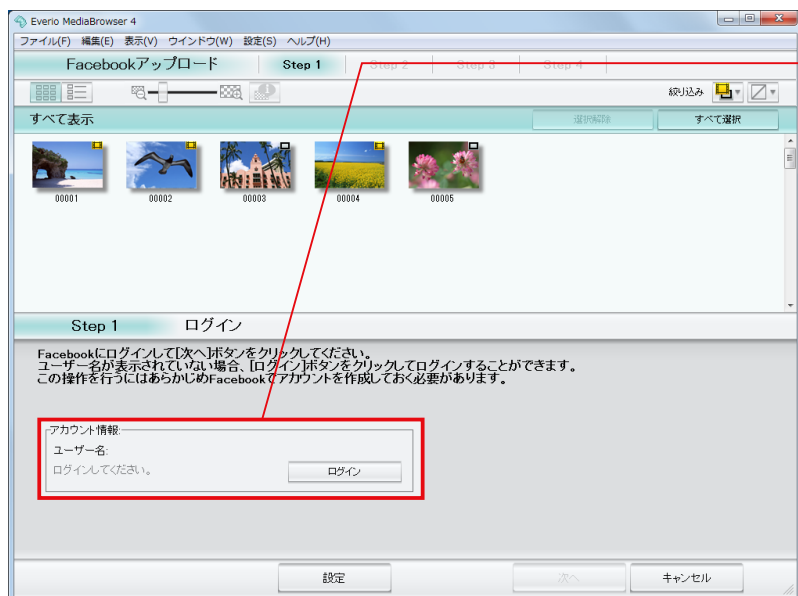 Everio MediaBrowser 4
ファイル(F) 編集(E) 表示(V) ウインドウ(W) 設定(S) ヘルプ(H)
Facebookアップロード Step 1 Step 2 Step 3 Step 4
絞り込み
すべて表示 選択解除 すべて選択
00001 00002 00003 00004 00005
Step 1 ログイン
Facebookにログインして[次へ]ボタンをクリックしてください。
ユーザー名が表示されていない場合、[ログイン]ボタンをクリックしてログインすることができます。
この操作を行うにはあらかじめFacebookでアカウントを作成しておく必要があります。
アカウント情報:
ユーザー名:
ログインしてください。 ログイン
設定 次へ キャンセル